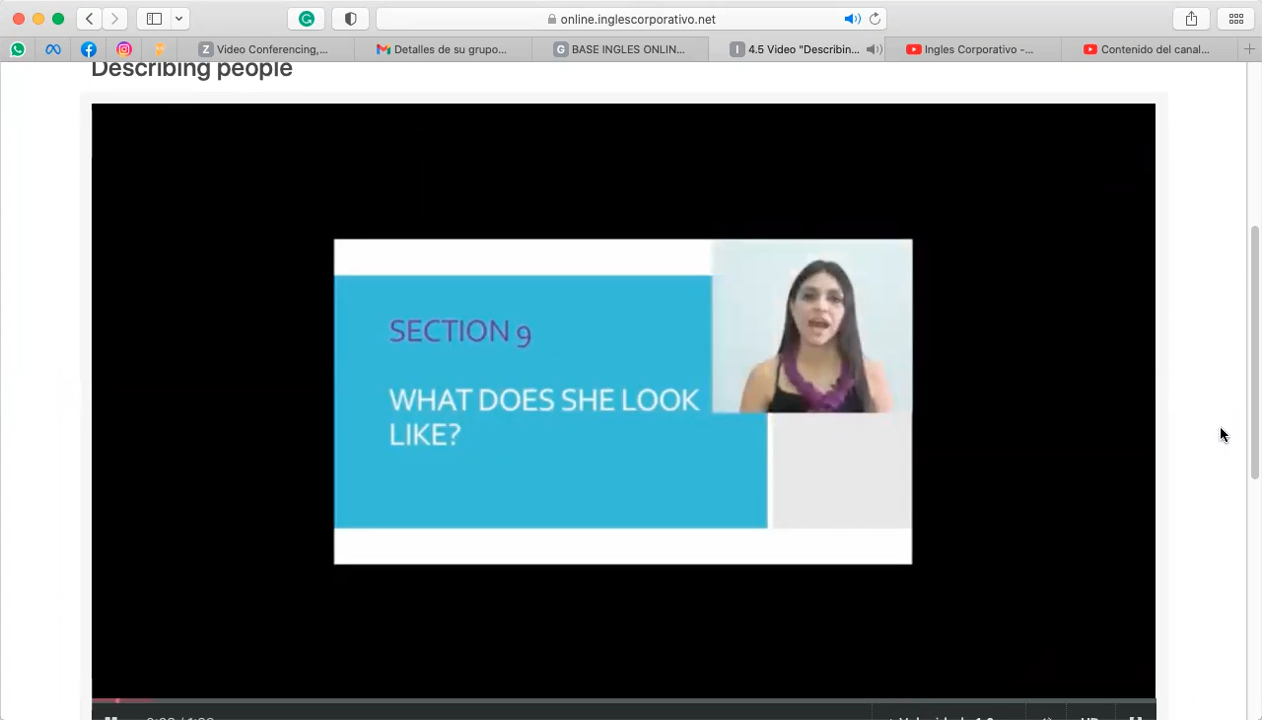 online.inglescorporativo.net
Video Conferencing,...
Detalles de su grupo...
BASE INGLES ONLIN...
4.5 Video "Describin...
Ingles Corporativo -...
Contenido del canal...
Describing people
SECTION 9
WHAT DOES SHE LOOK
LIKE?